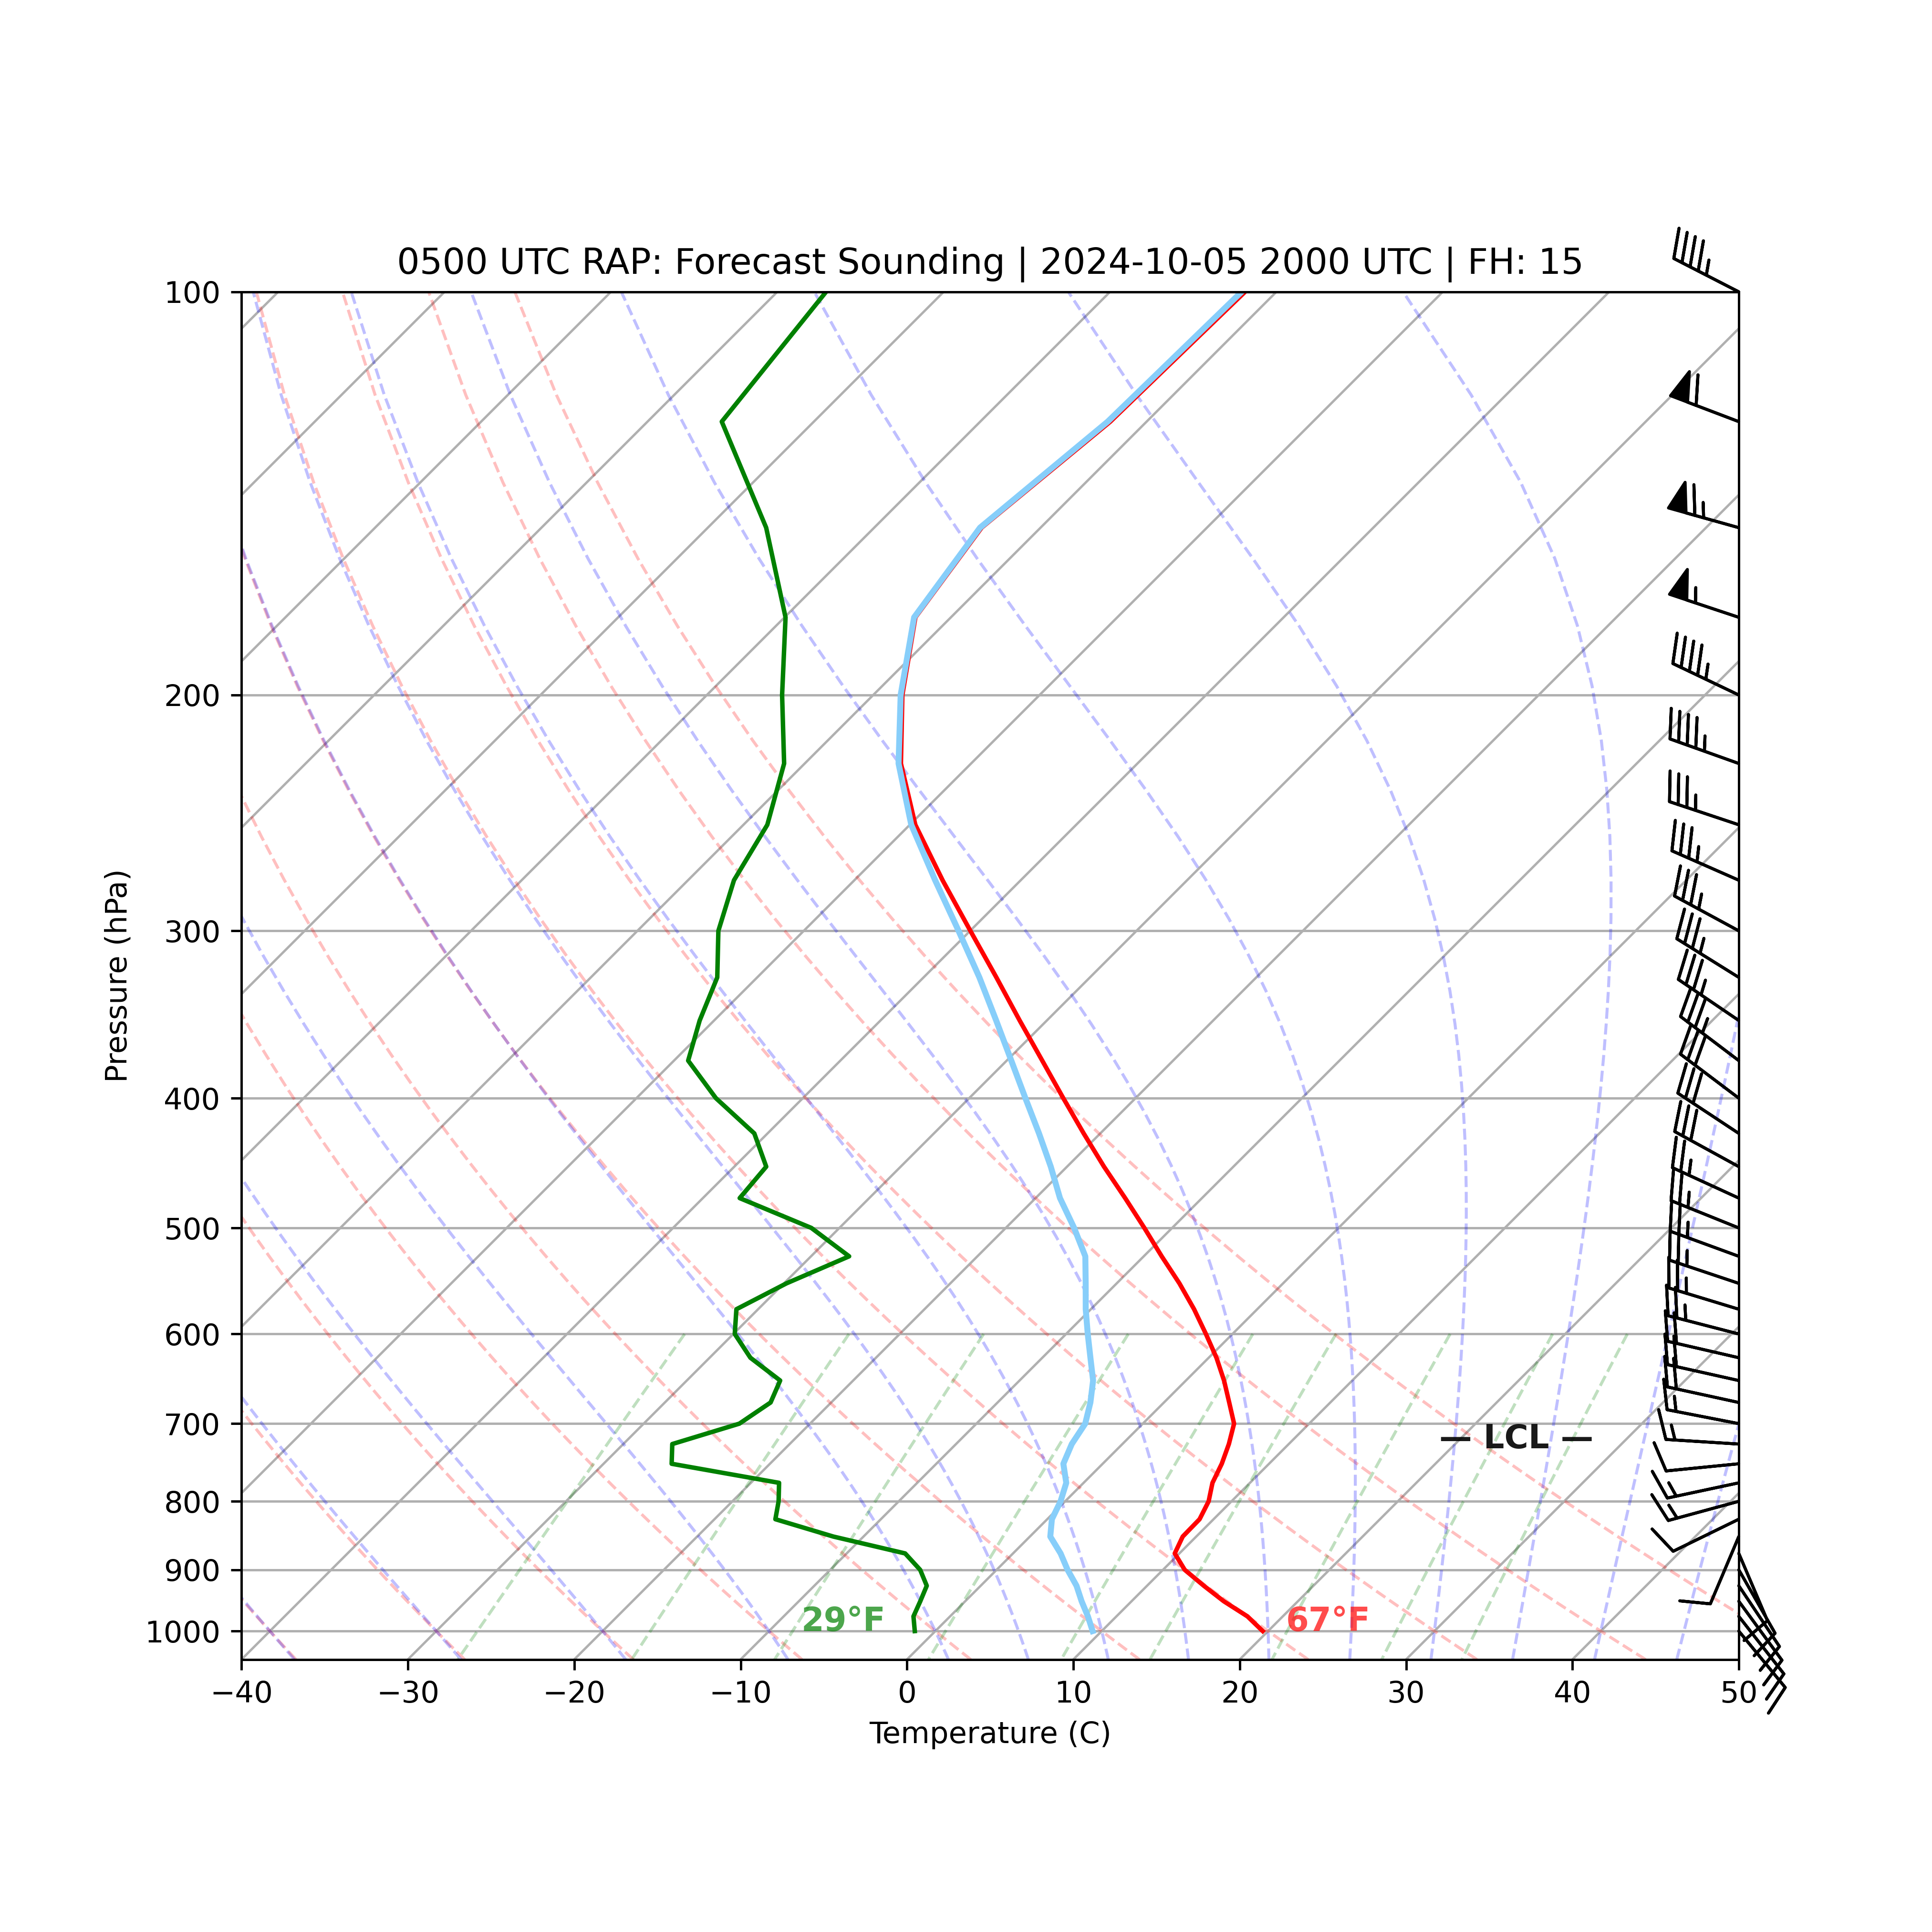 0500 UTC RAP: Forecast Sounding | 2024-10-05 2000 UTC | FH: 15
100
200
300
400
500
600
700
800
900
1000
Pressure (hPa)
— LCL —
29°F
67°F
−40 −30 −20 −10 0 10 20 30 40 50
Temperature (C)